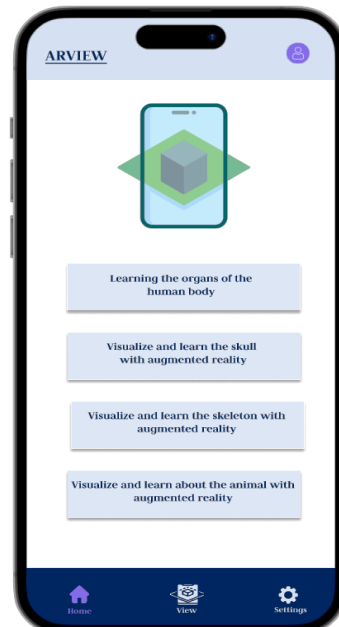 ARVIEW
Learning the organs of the
human body
Visualize and learn the skull
with augmented reality
Visualize and learn the skeleton with
augmented reality
Visualize and learn about the animal with
augmented reality
Home
View
Settings